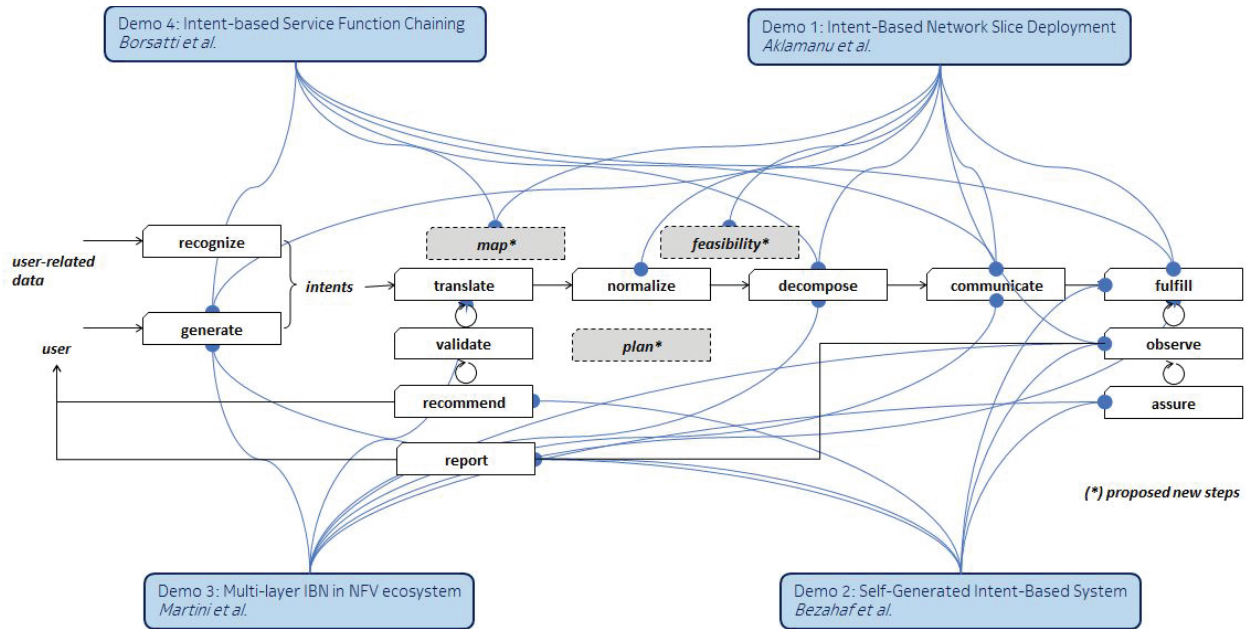 Demo 4: Intent-based Service Function Chaining
Borsatti et al.
Demo 1: Intent-Based Network Slice Deployment
Aklamanu et al.
recognize
map*
feasibility*
user-related
data
intents
translate
normalize
decompose
communicate
fulfill
generate
user
validate
plan*
observe
recommend
assure
report
(*) proposed new steps
Demo 3: Multi-layer IBN in NFV ecosystem
Martini et al.
Demo 2: Self-Generated Intent-Based System
Bezahaf et al.